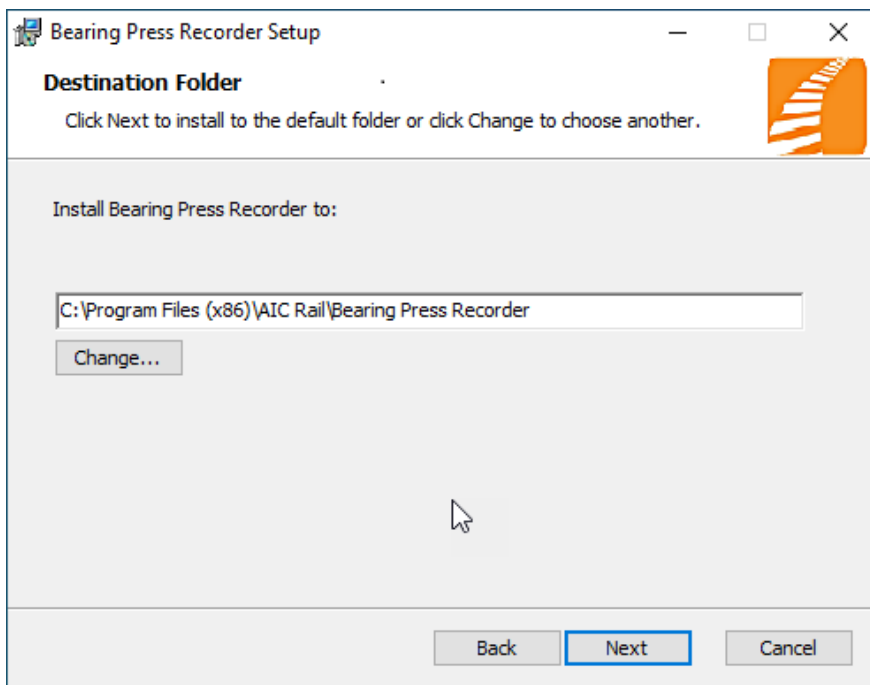 Bearing Press Recorder Setup
Destination Folder
Click Next to install to the default folder or click Change to choose another.
Install Bearing Press Recorder to:
C:\Program Files (x86)\AIC Rail\Bearing Press Recorder
Change...
Back
Next
Cancel